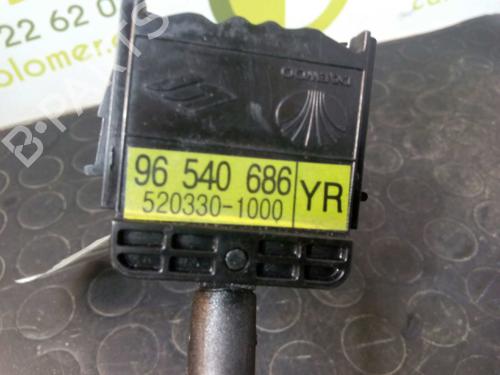 22 62 0
olomer.
DAEWOO
96 540 686 YR
520330-1000
B-PARTS